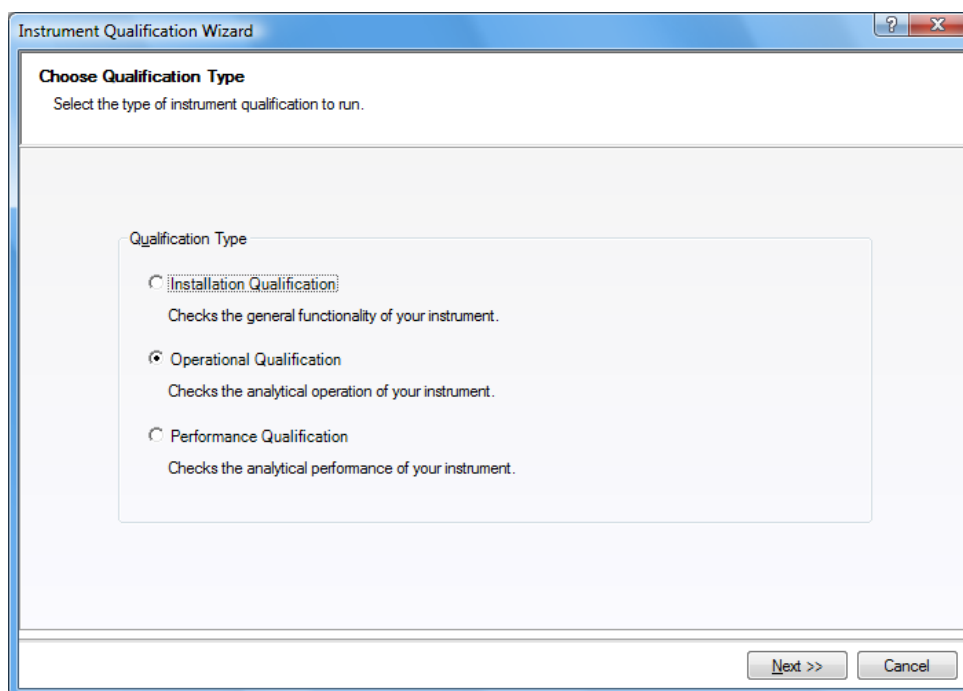 Instrument Qualification Wizard
?
X
Choose Qualification Type
Select the type of instrument qualification to run.
Qualification Type
Installation Qualification
Checks the general functionality of your instrument.
Operational Qualification
Checks the analytical operation of your instrument.
Performance Qualification
Checks the analytical performance of your instrument.
Next >> Cancel